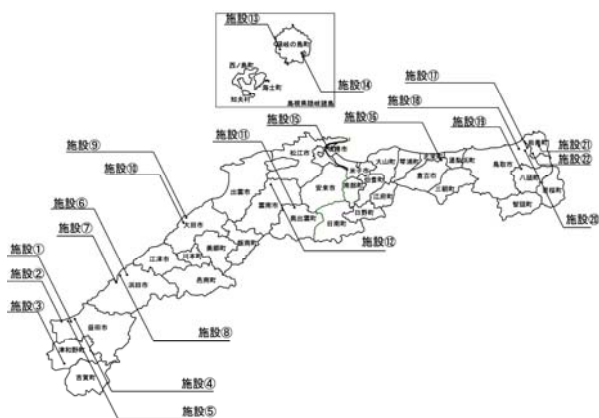 施設⑬
隠岐の島町
西ノ島町
海士町
知夫村
施設⑭
島根県隠岐諸島
施設⑰
施設⑮
施設⑱
施設⑪
施設⑯
施設⑲
施設㉑
施設⑨
施設㉒
松江市
大山町
琴浦町
湯梨浜町
鳥取市
施設⑩
倉吉市
八頭町
出雲市
安来市
南部町
三朝町
若桜町
江府町
智頭町
施設⑥
雲南市
奥出雲町
日野町
施設⑳
大田市
日南町
施設①
施設⑦
飯南町
美郷町
施設⑫
施設②
江津市
川本町
邑南町
施設③
浜田市
益田市
施設⑧
津和野町
吉賀町
施設④
施設⑤